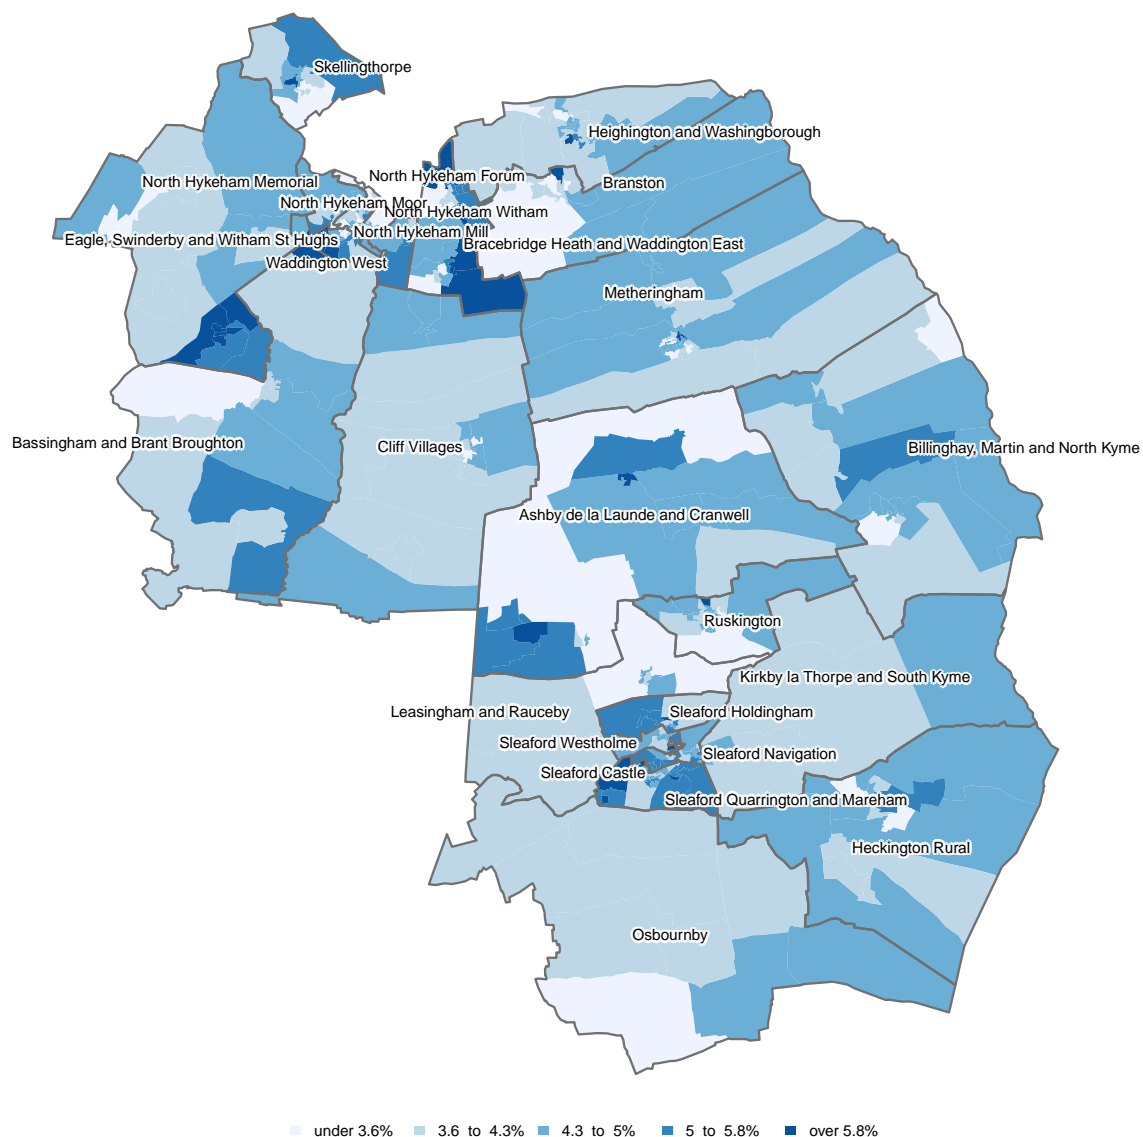 Skellingthorpe
Heighington and Washingborough
North Hykeham Forum
North Hykeham Memorial
Branston
North Hykeham Moor
North Hykeham Witham
North Hykeham Mill
Eagle, Swinderby and Witham St Hughs
Bracebridge Heath and Waddington East
Waddington West
Metheringham
Bassingham and Brant Broughton
Cliff Villages
Billinghay, Martin and North Kyme
Ashby de la Launde and Cranwell
Ruskington
Kirkby la Thorpe and South Kyme
Leasingham and Rauceby
Sleaford Holdingham
Sleaford Westholme
Sleaford Navigation
Sleaford Castle
Sleaford Quarrington and Mareham
Heckington Rural
Osbournby
under 3.6% 3.6 to 4.3% 4.3 to 5% 5 to 5.8% over 5.8%